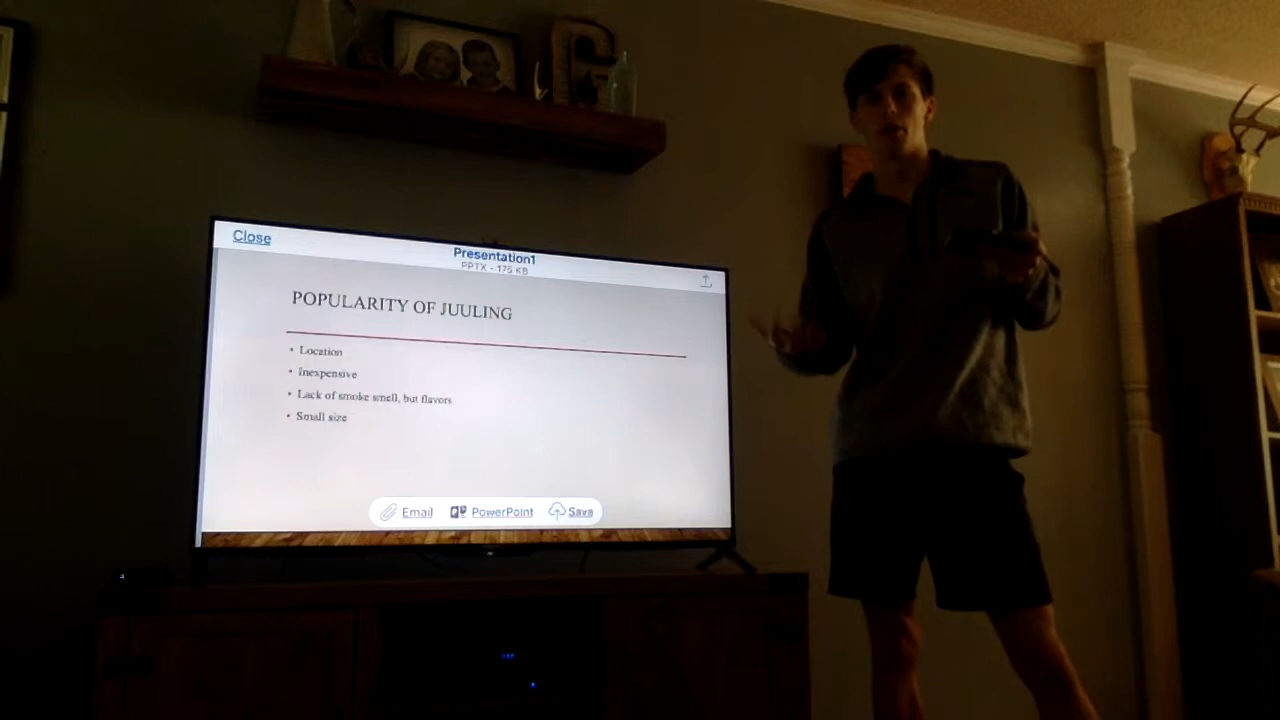 G
Close
Presentation1
PPTX - 175 KB
POPULARITY OF JUULING
• Location
• Inexpensive
• Lack of smoke smell, but flavors
• Small size
Email PowerPoint Save